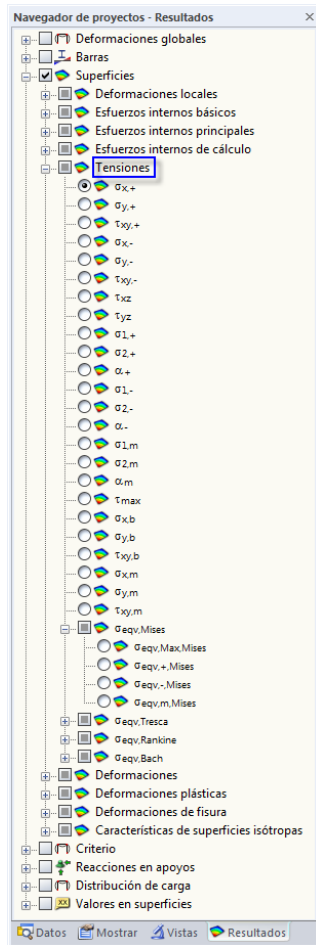 Navegador de proyectos - Resultados
Deformaciones globales
Barras
Superficies
Deformaciones locales
Esfuerzos internos básicos
Esfuerzos internos principales
Esfuerzos internos de cálculo
Tensiones
σx,+
σy,+
τxy,+
σx,-
σy,-
τxy,-
τxz
τyz
σ1,+
σ2,+
α+
σ1,-
σ2,-
α-
σ1,m
σ2,m
αm
τmax
σx,b
σy,b
τxy,b
σx,m
σy,m
τxy,m
σeqv,Mises
σeqv,Max,Mises
σeqv,+,Mises
σeqv,-,Mises
σeqv,m,Mises
σeqv,Tresca
σeqv,Rankine
σeqv,Bach
Deformaciones
Deformaciones plásticas
Deformaciones de fisura
Características de superficies isótropas
Criterio
Reacciones en apoyos
Distribución de carga
Valores en superficies
Datos Mostrar Vistas Resultados